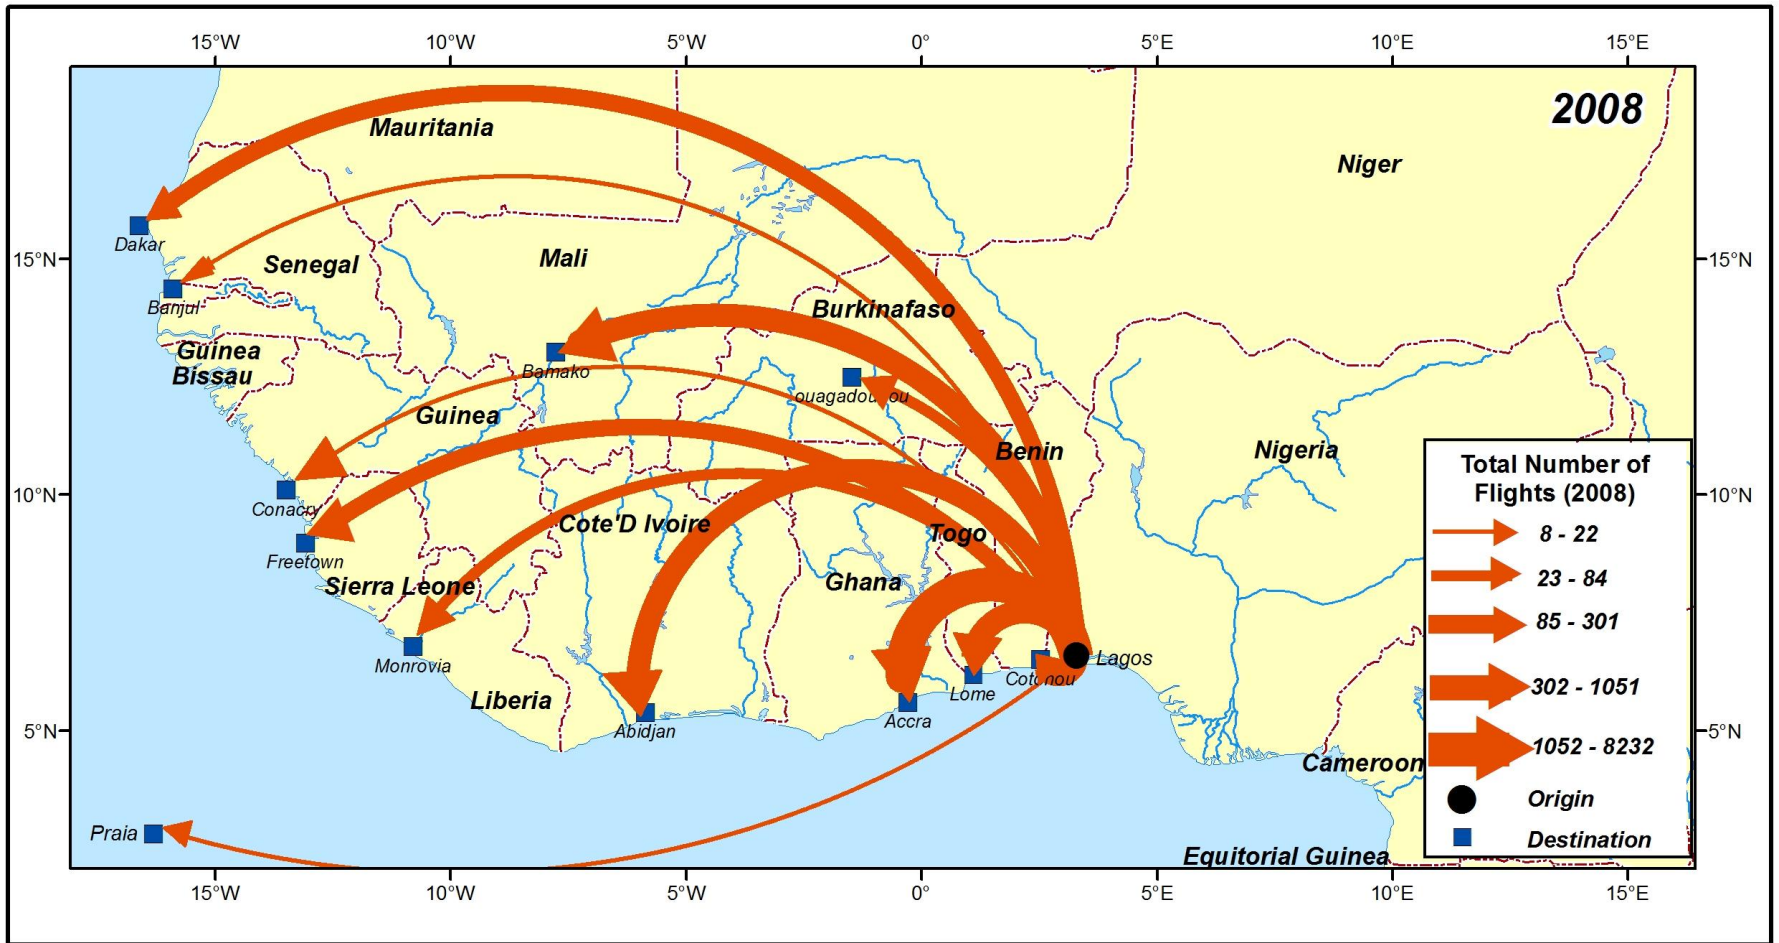 15°W 10°W 5°W 0° 5°E 10°E 15°E
2008
Mauritania
Niger
Dakar
15°N
Senegal
Mali
15°N
Banjul
Burkinafaso
Guinea
Bissau
Bamako
Guinea
Benin
Nigeria
10°N
10°N
Conacry
Cote'D Ivoire
Togo
Freetown
Sierra Leone
Ghana
Monrovia
Lagos
Liberia
Lome
Cotonou
Accra
Abidjan
5°N
5°N
Cameroon
Praia
Equitorial Guinea
Total Number of
Flights (2008)
8 - 22
23 - 84
85 - 301
302 - 1051
1052 - 8232
Origin
Destination
15°W 10°W 5°W 0° 5°E 10°E 15°E